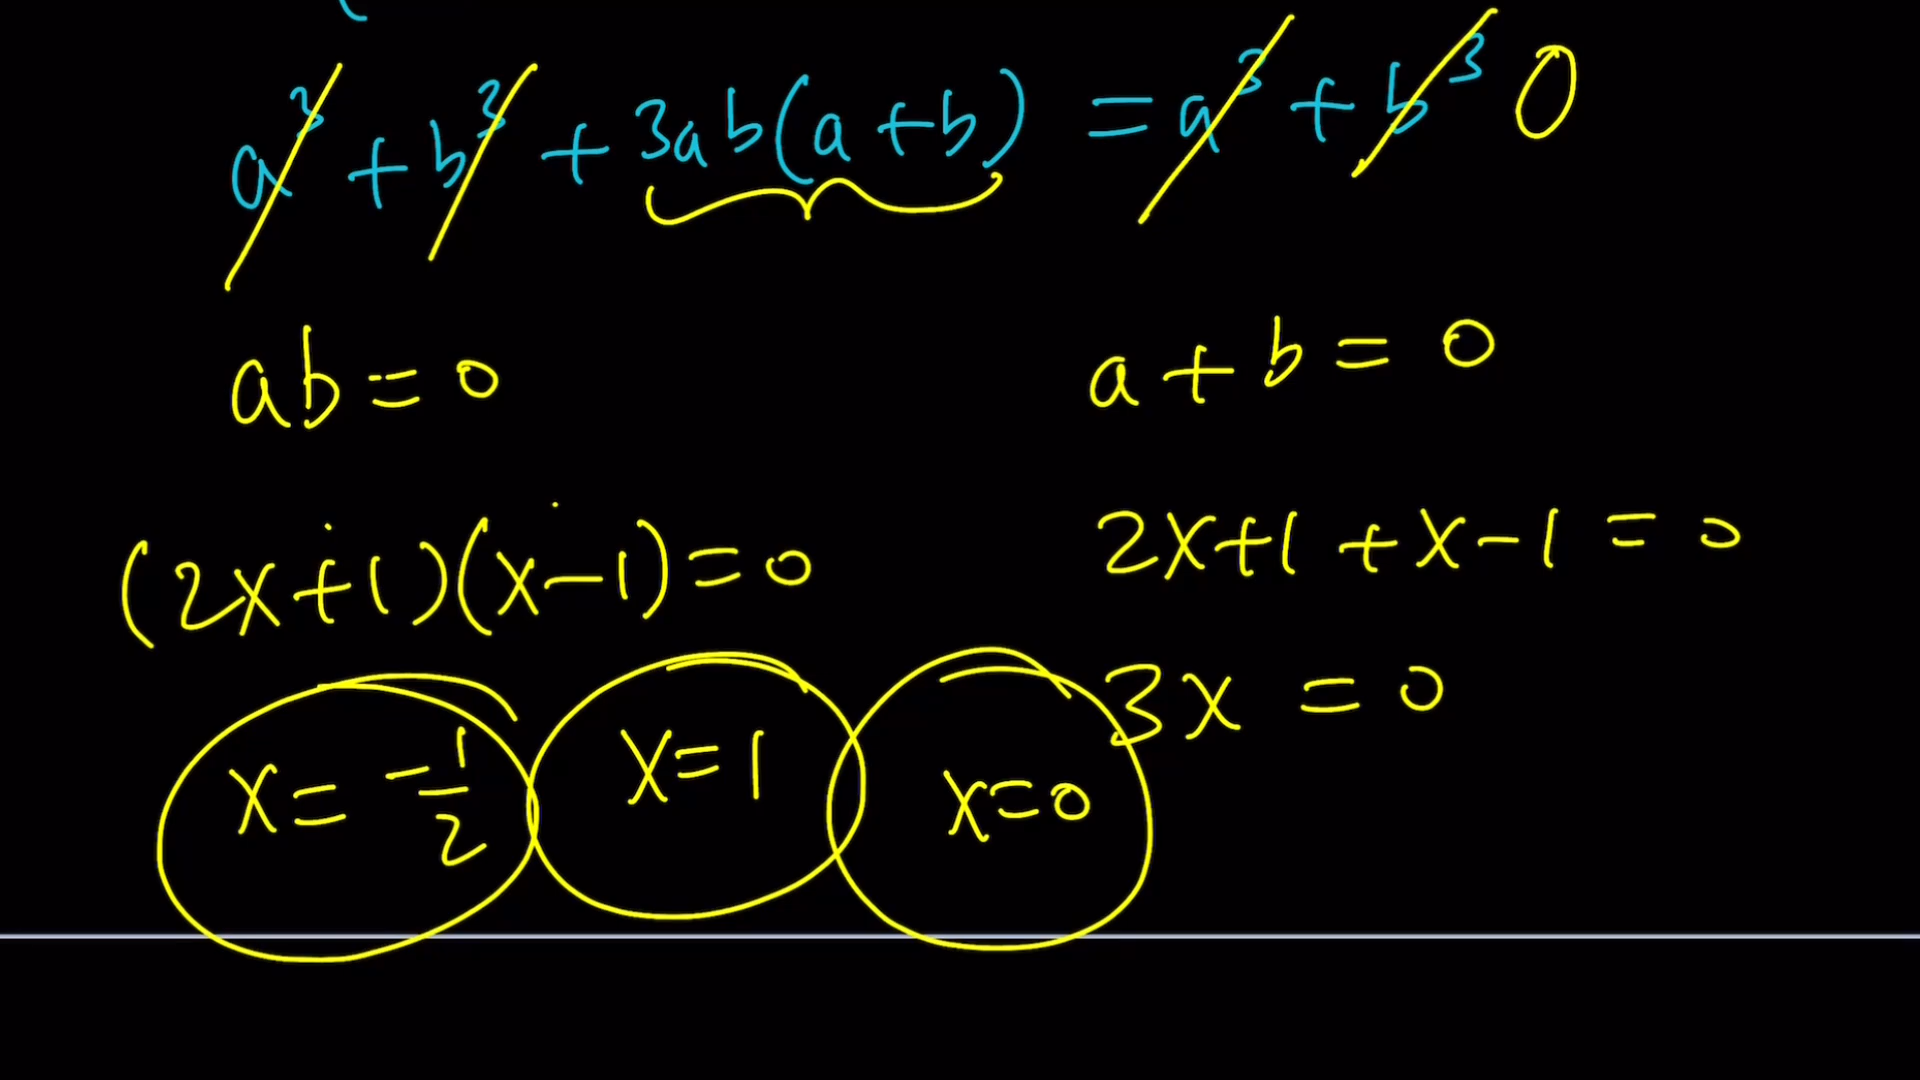 a³ + b³ + 3ab(a+b) = a³ + b³ 0
ab = 0
a + b = 0
(2x+1)(x-1) = 0
2x+1 + x-1 = 0
3x = 0
x = -1/2
x = 1
x = 0